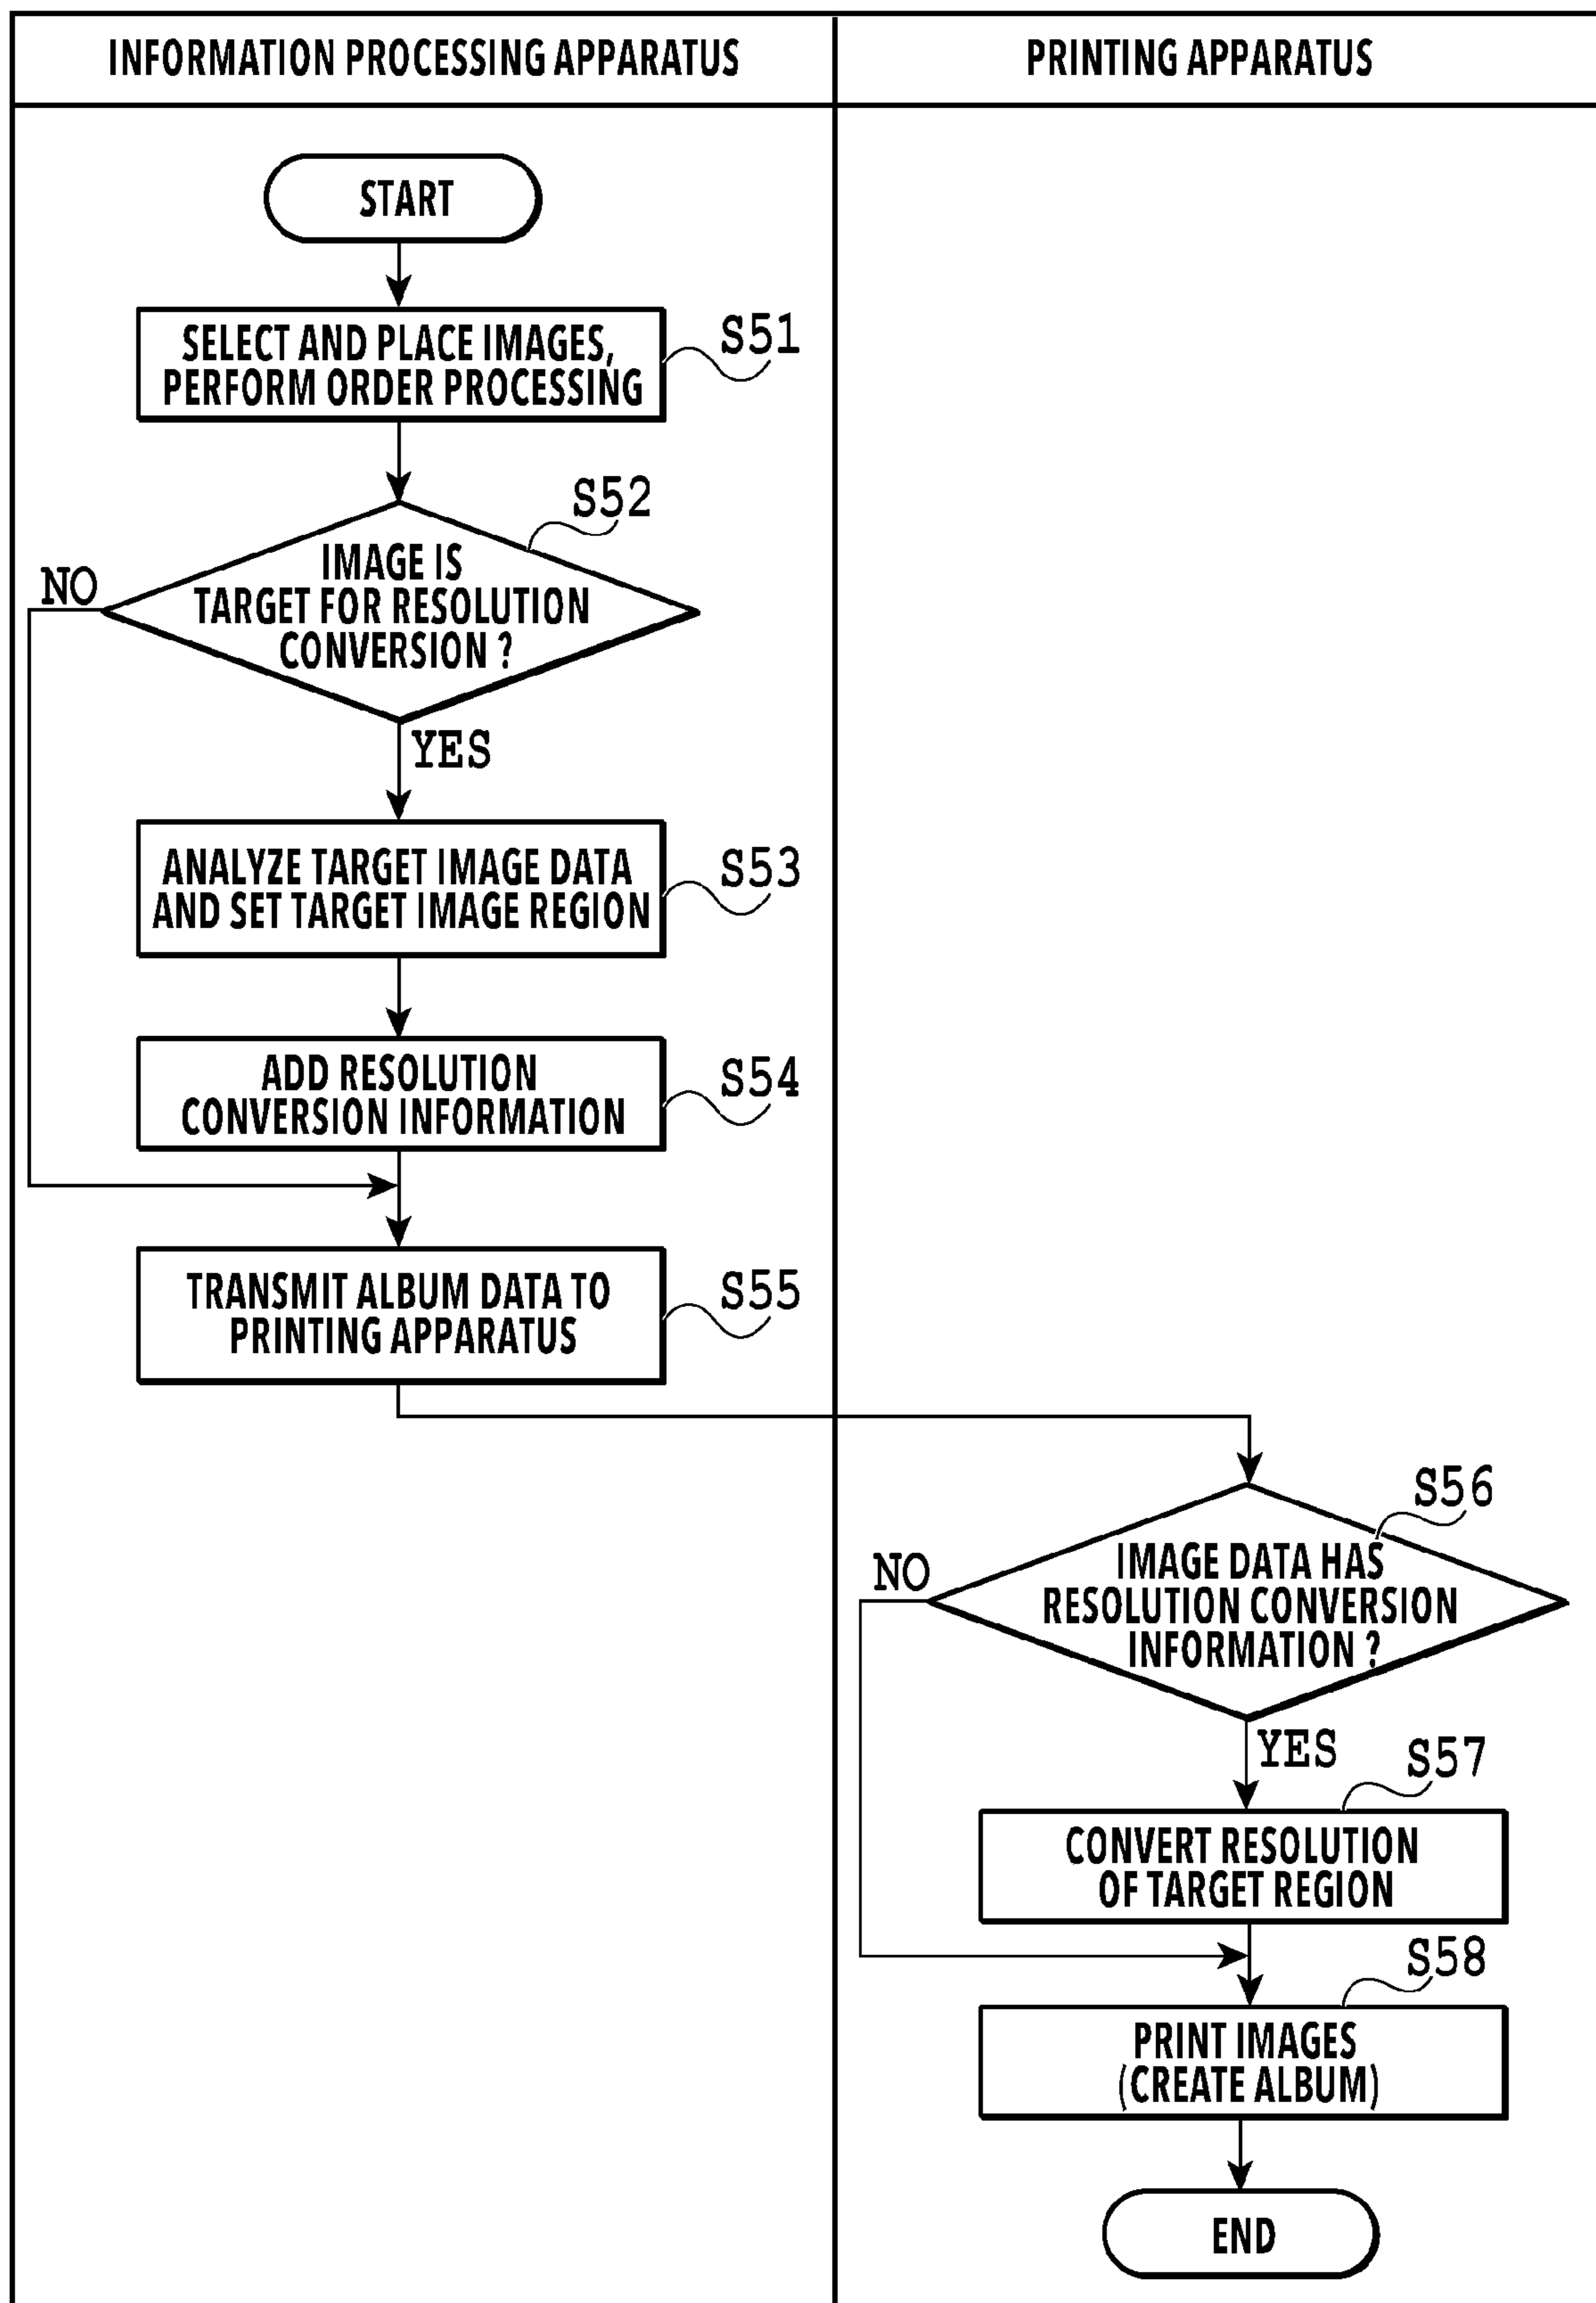 INFORMATION PROCESSING APPARATUS
PRINTING APPARATUS
START
SELECT AND PLACE IMAGES,
PERFORM ORDER PROCESSING
S51
S52
IMAGE IS
TARGET FOR RESOLUTION
CONVERSION ?
NO
YES
ANALYZE TARGET IMAGE DATA
AND SET TARGET IMAGE REGION
S53
ADD RESOLUTION
CONVERSION INFORMATION
S54
TRANSMIT ALBUM DATA TO
PRINTING APPARATUS
S55
S56
IMAGE DATA HAS
RESOLUTION CONVERSION
INFORMATION ?
NO
YES
S57
CONVERT RESOLUTION
OF TARGET REGION
S58
PRINT IMAGES
(CREATE ALBUM)
END